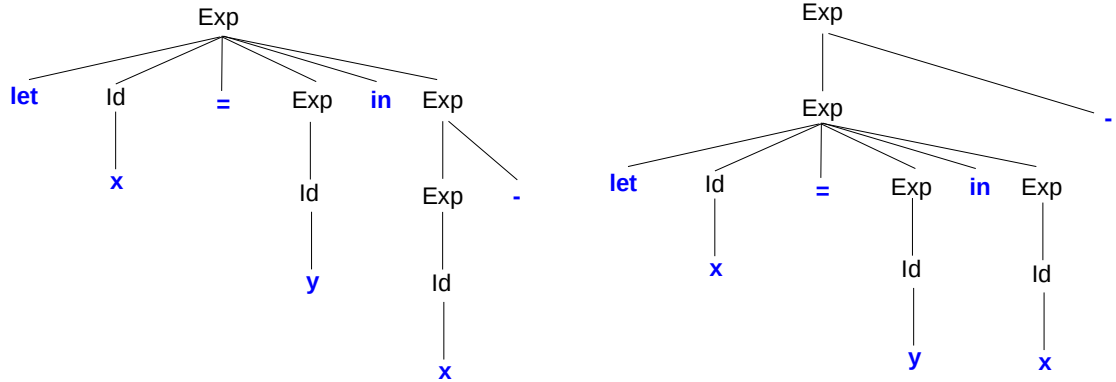 Exp
let Id = Exp in Exp
x Id Exp -
y Id
x
Exp
Exp -
let Id = Exp in Exp
x Id Id
y x